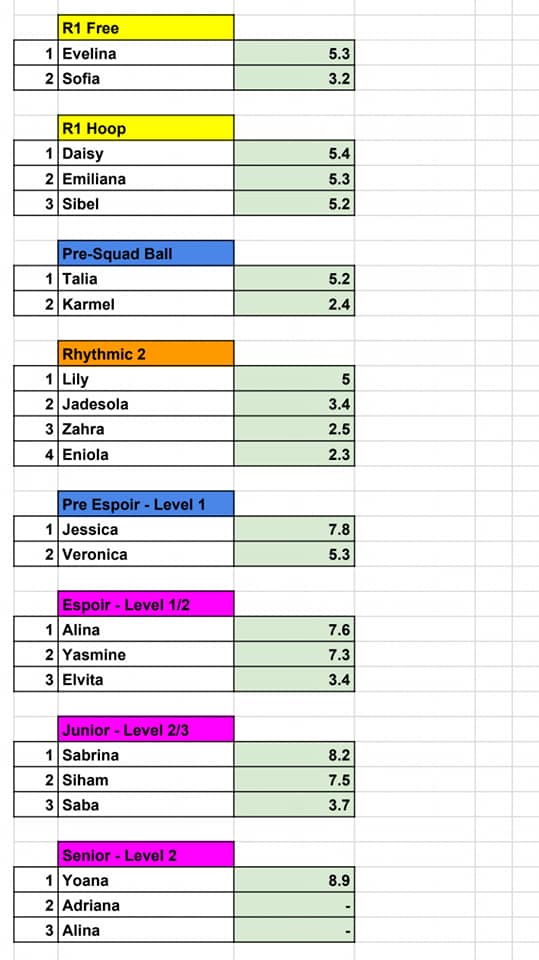 R1 Free
1 Evelina 5.3
2 Sofia 3.2
R1 Hoop
1 Daisy 5.4
2 Emiliana 5.3
3 Sibel 5.2
Pre-Squad Ball
1 Talia 5.2
2 Karmel 2.4
Rhythmic 2
1 Lily 5
2 Jadesola 3.4
3 Zahra 2.5
4 Eniola 2.3
Pre Espoir - Level 1
1 Jessica 7.8
2 Veronica 5.3
Espoir - Level 1/2
1 Alina 7.6
2 Yasmine 7.3
3 Elvita 3.4
Junior - Level 2/3
1 Sabrina 8.2
2 Siham 7.5
3 Saba 3.7
Senior - Level 2
1 Yoana 8.9
2 Adriana -
3 Alina -